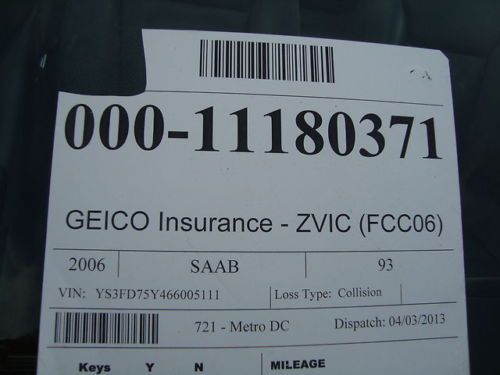 000-11180371
GEICO Insurance - ZVIC (FCC06)
2006 SAAB 93
VIN: YS3FD75Y466005111 Loss Type: Collision
721 - Metro DC Dispatch: 04/03/2013
Keys Y N MILEAGE